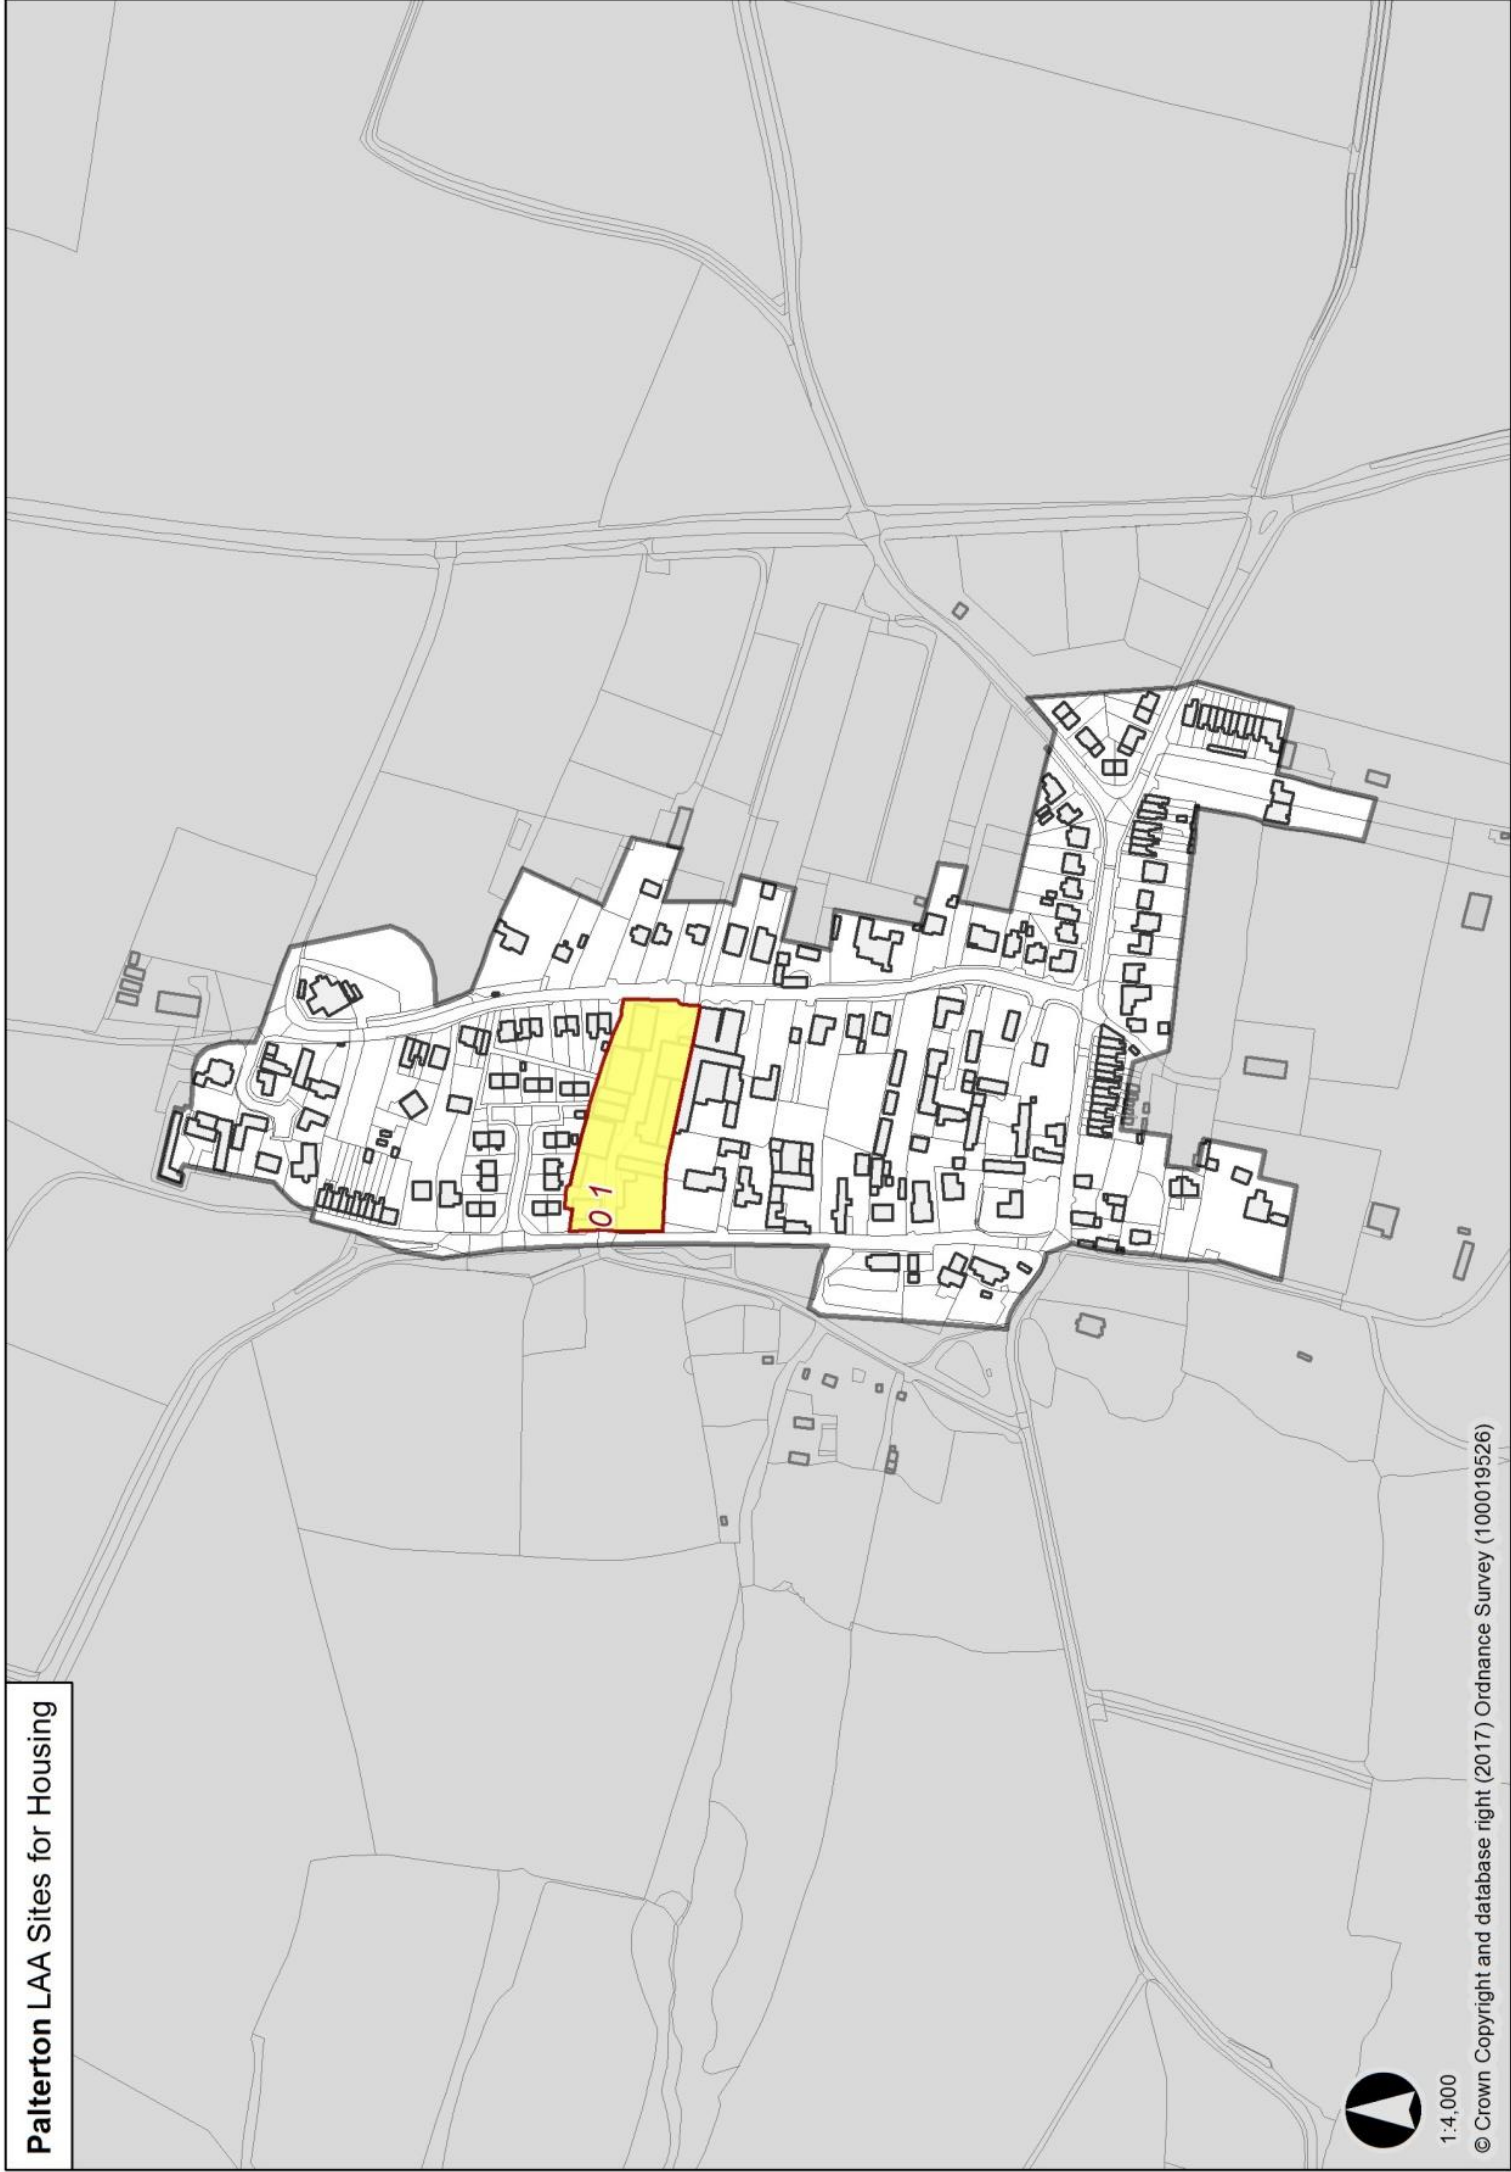 Palterton LAA Sites for Housing
01
1:4,000
© Crown Copyright and database right (2017) Ordnance Survey (100019526)